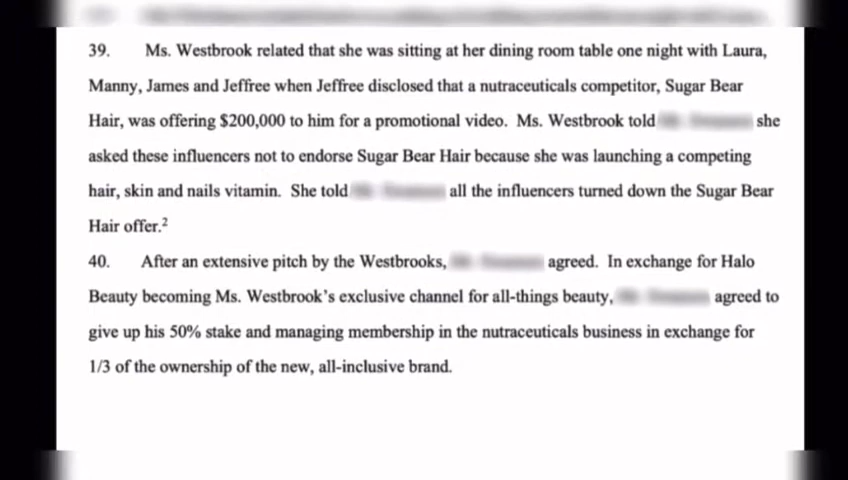 39. Ms. Westbrook related that she was sitting at her dining room table one night with Laura,
Manny, James and Jeffree when Jeffree disclosed that a nutraceuticals competitor, Sugar Bear
Hair, was offering $200,000 to him for a promotional video. Ms. Westbrook told she
asked these influencers not to endorse Sugar Bear Hair because she was launching a competing
hair, skin and nails vitamin. She told all the influencers turned down the Sugar Bear
Hair offer.²
40. After an extensive pitch by the Westbrooks, agreed. In exchange for Halo
Beauty becoming Ms. Westbrook's exclusive channel for all-things beauty, agreed to
give up his 50% stake and managing membership in the nutraceuticals business in exchange for
1/3 of the ownership of the new, all-inclusive brand.